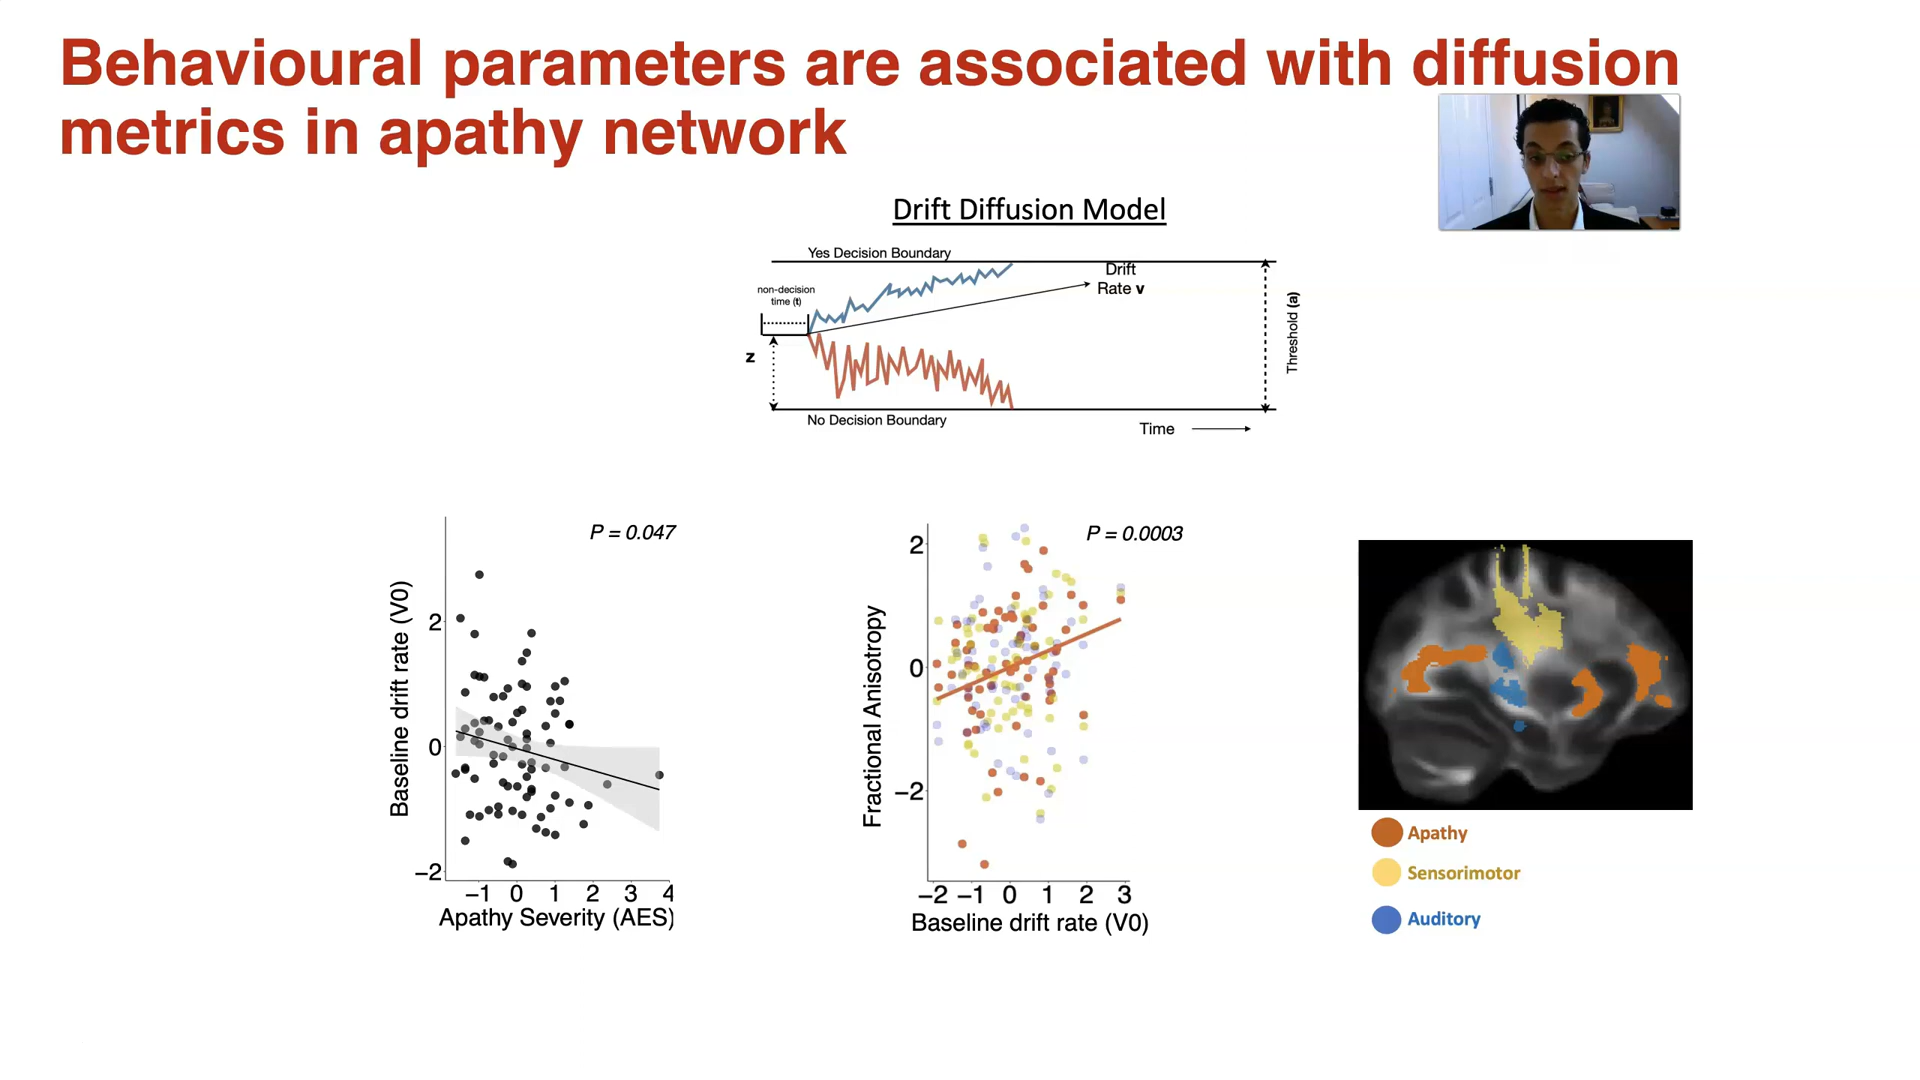 Behavioural parameters are associated with diffusion
metrics in apathy network
Drift Diffusion Model
Yes Decision Boundary
Drift
Rate v
non-decision
time (t)
z
Threshold (a)
No Decision Boundary
Time
P = 0.047
Baseline drift rate (V0)
2
0
−2
−1 0 1 2 3 4
Apathy Severity (AES)
P = 0.0003
Fractional Anisotropy
2
0
−2
−2 −1 0 1 2 3
Baseline drift rate (V0)
Apathy
Sensorimotor
Auditory